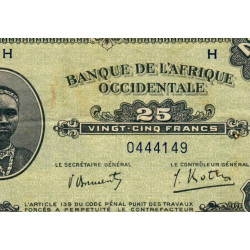 H H
BANQUE DE L'AFRIQUE
OCCIDENTALE
25
VINGT-CINQ FRANCS
0444149
LE SECRÉTAIRE GÉNÉRAL LE CONTRÔLEUR GÉNÉRAL
L'ARTICLE 139 DU CODE PÉNAL PUNIT DES TRAVAUX
FORCÉS A PERPÉTUITÉ LE CONTREFACTEUR